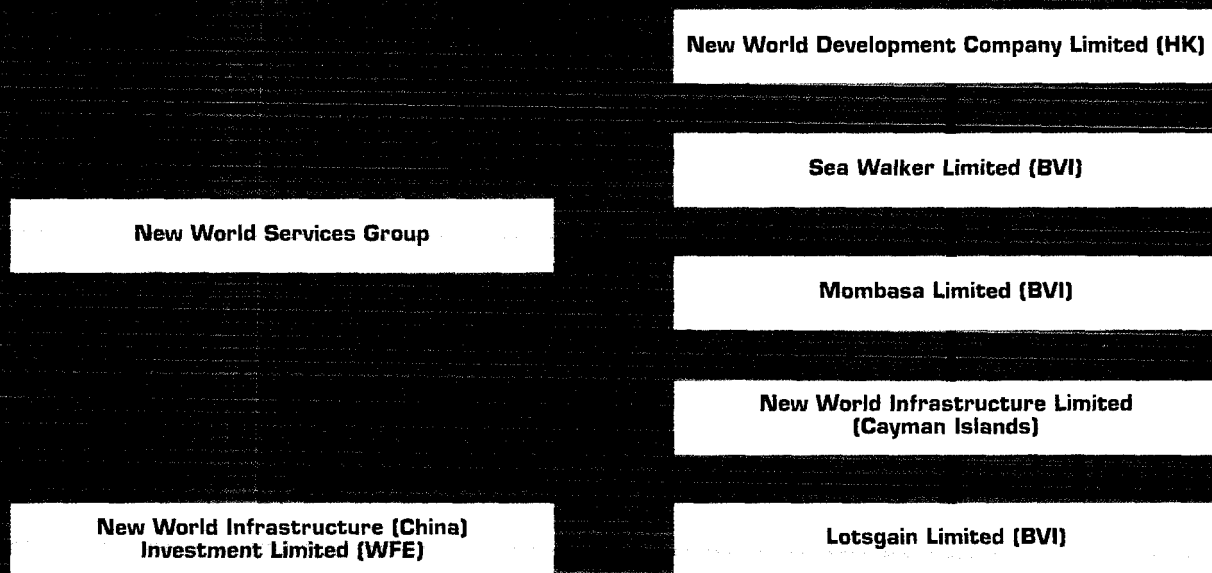 New World Development Company Limited (HK)
Sea Walker Limited (BVI)
New World Services Group
Mombasa Limited (BVI)
New World Infrastructure Limited
(Cayman Islands)
New World Infrastructure (China)
Investment Limited (WFE)
Lotsgain Limited (BVI)